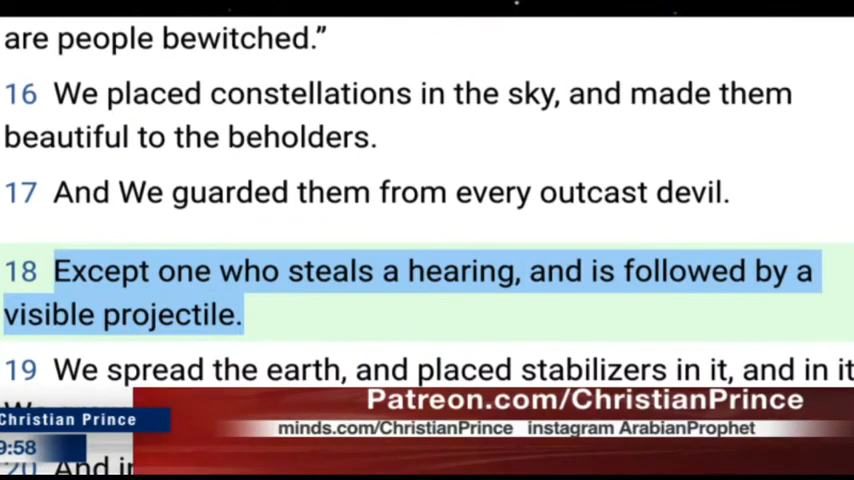 are people bewitched.”
16 We placed constellations in the sky, and made them
beautiful to the beholders.
17 And We guarded them from every outcast devil.
18 Except one who steals a hearing, and is followed by a
visible projectile.
19 We spread the earth, and placed stabilizers in it, and in it
Patreon.com/ChristianPrince
Christian Prince
minds.com/ChristianPrince instagram ArabianProphet
9:58
20 And